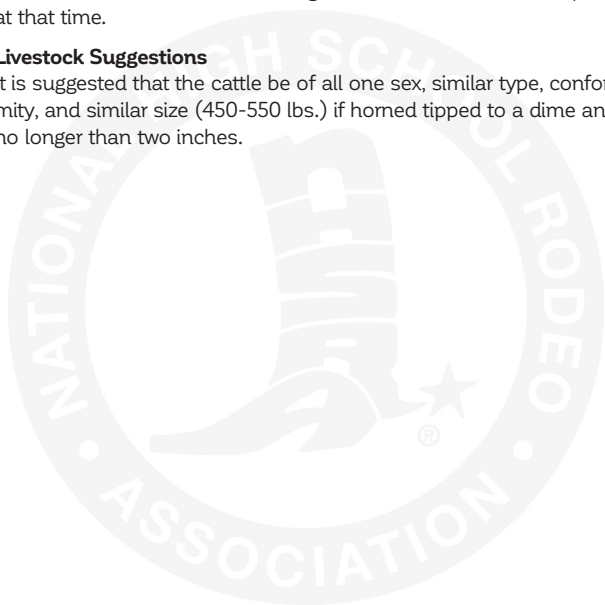 at that time.
Livestock Suggestions
t is suggested that the cattle be of all one sex, similar type, confor
mity, and similar size (450-550 lbs.) if horned tipped to a dime an
no longer than two inches.
NATIONAL HIGH SCHOOL RODEO
ASSOCIATION
®